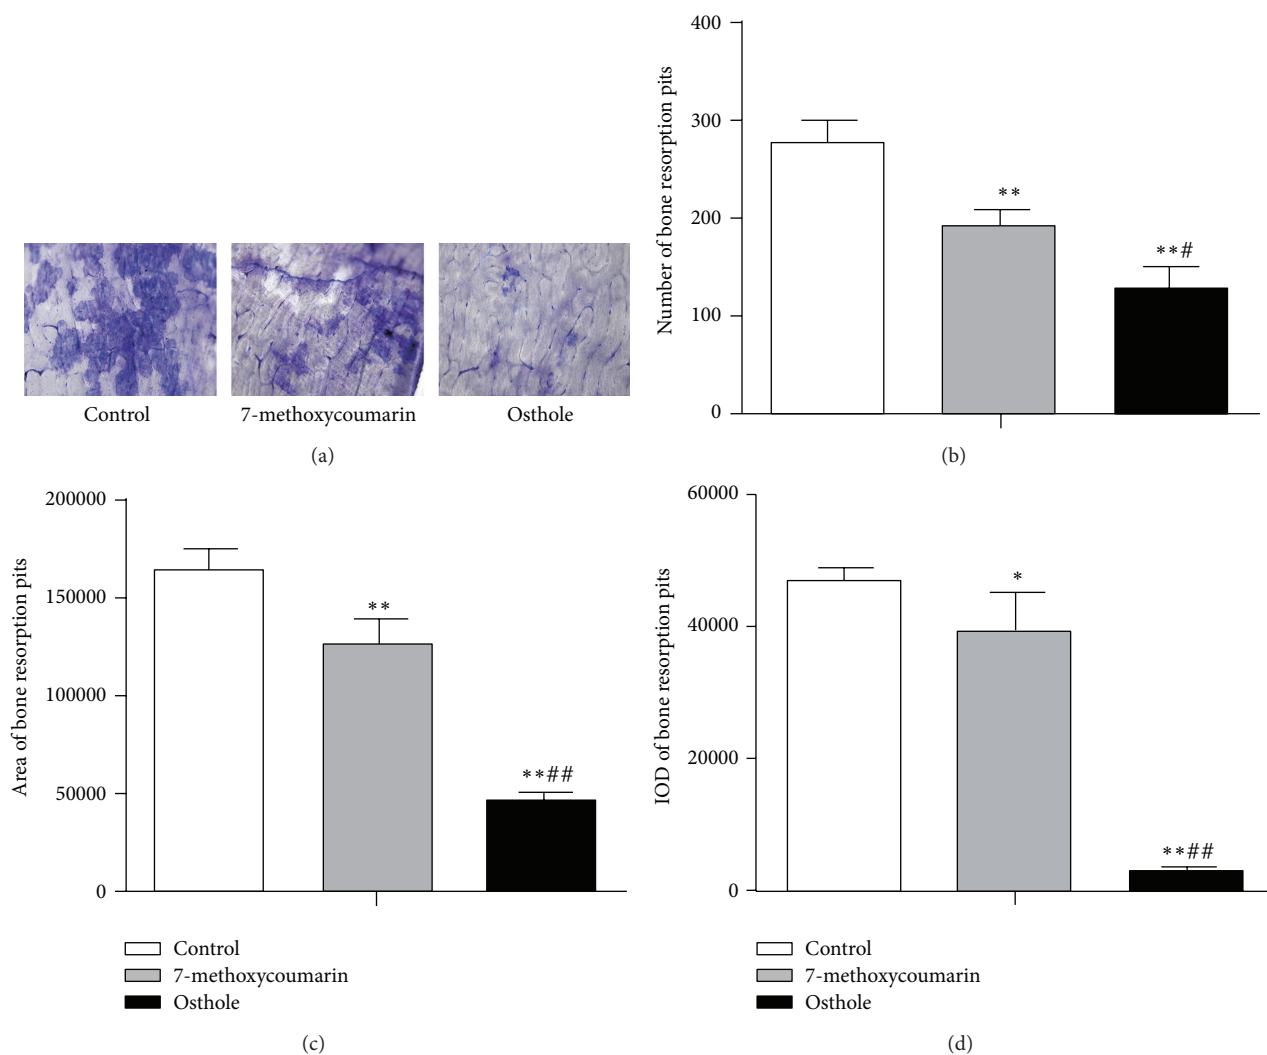 Control
7-methoxycoumarin
Osthole
(a)
Number of bone resorption pits
400
300
200
100
0
**
**#
(b)
Area of bone resorption pits
200000
150000
100000
50000
0
**
**##
Control
7-methoxycoumarin
Osthole
(c)
IOD of bone resorption pits
60000
40000
20000
0
*
**##
Control
7-methoxycoumarin
Osthole
(d)